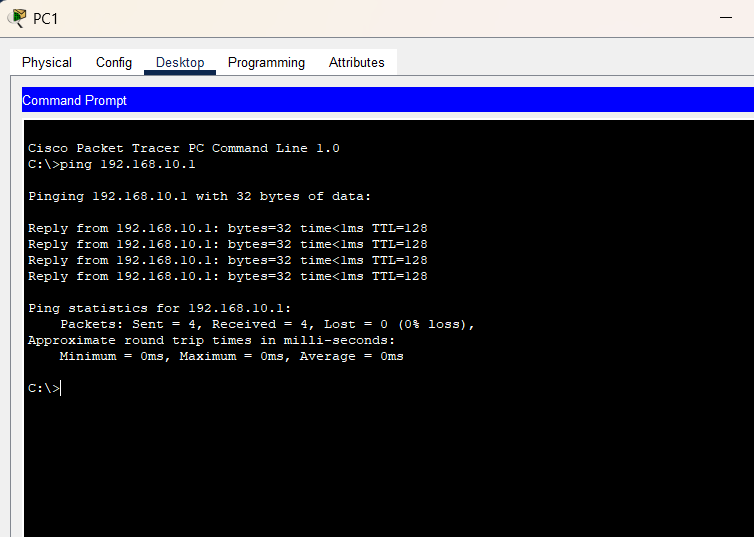 PC1
Physical Config Desktop Programming Attributes
Command Prompt
Cisco Packet Tracer PC Command Line 1.0
C:\>ping 192.168.10.1
Pinging 192.168.10.1 with 32 bytes of data:
Reply from 192.168.10.1: bytes=32 time<1ms TTL=128
Reply from 192.168.10.1: bytes=32 time<1ms TTL=128
Reply from 192.168.10.1: bytes=32 time<1ms TTL=128
Reply from 192.168.10.1: bytes=32 time<1ms TTL=128
Ping statistics for 192.168.10.1:
Packets: Sent = 4, Received = 4, Lost = 0 (0% loss),
Approximate round trip times in milli-seconds:
Minimum = 0ms, Maximum = 0ms, Average = 0ms
C:\>